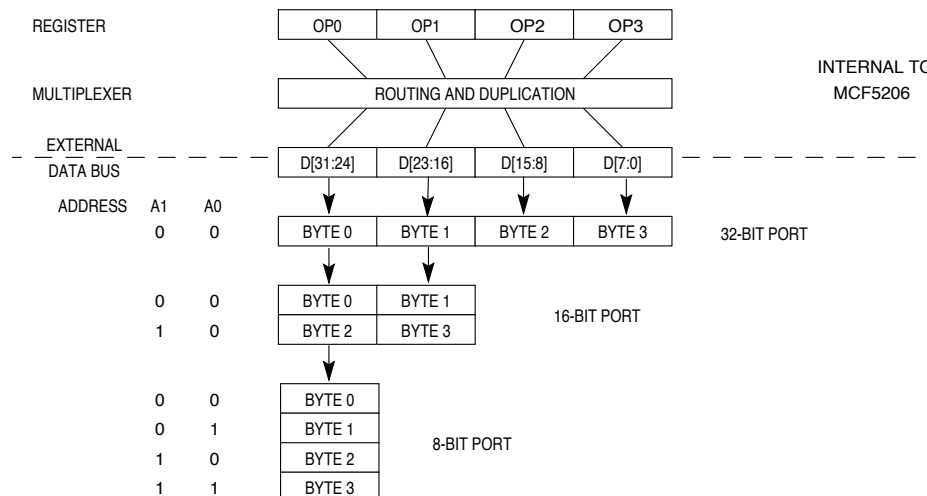 REGISTER OP0 OP1 OP2 OP3
INTERNAL TO
MULTIPLEXER ROUTING AND DUPLICATION MCF5206
EXTERNAL
DATA BUS D[31:24] D[23:16] D[15:8] D[7:0]
ADDRESS A1 A0
0 0 BYTE 0 BYTE 1 BYTE 2 BYTE 3 32-BIT PORT
0 0 BYTE 0 BYTE 1
16-BIT PORT
1 0 BYTE 2 BYTE 3
0 0 BYTE 0
0 1 BYTE 1
8-BIT PORT
1 0 BYTE 2
1 1 BYTE 3